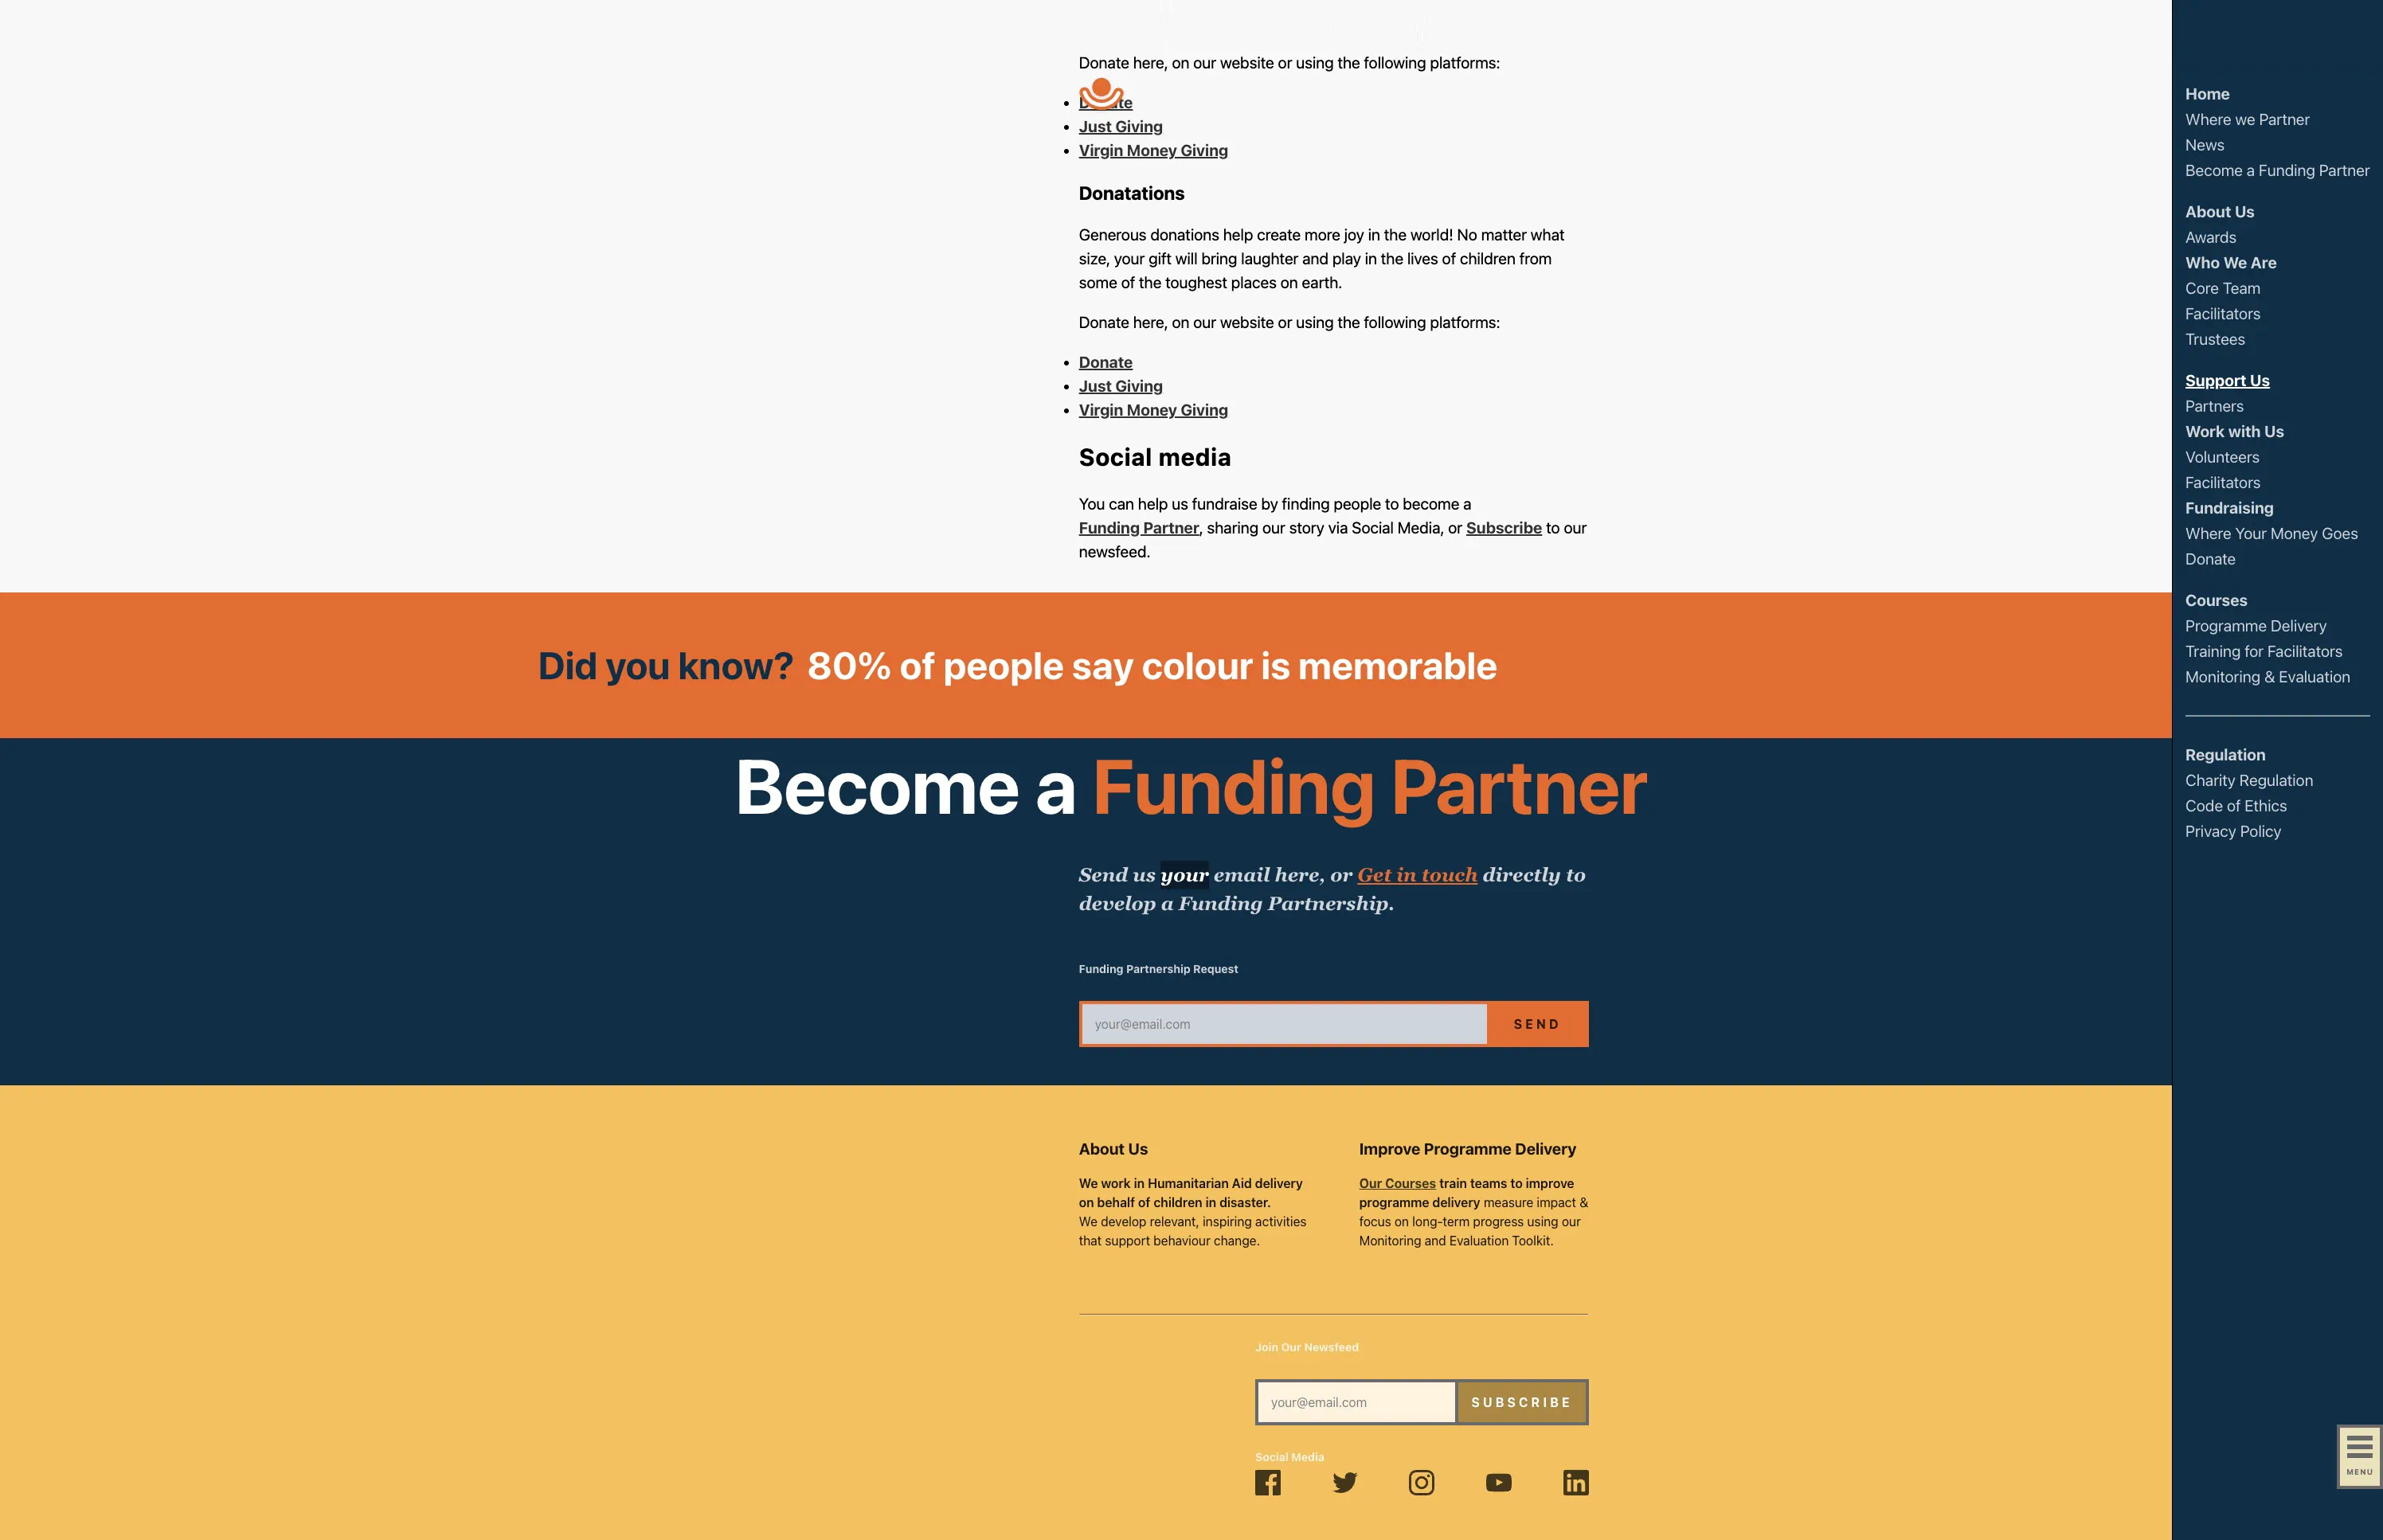 Donate here, on our website or using the following platforms:
Donate
Just Giving
Virgin Money Giving
Donatations
Generous donations help create more joy in the world! No matter what
size, your gift will bring laughter and play in the lives of children from
some of the toughest places on earth.
Donate here, on our website or using the following platforms:
Donate
Just Giving
Virgin Money Giving
Social media
You can help us fundraise by finding people to become a
Funding Partner, sharing our story via Social Media, or Subscribe to our
newsfeed.
Did you know? 80% of people say colour is memorable
Become a Funding Partner
Send us your email here, or Get in touch directly to
develop a Funding Partnership.
Funding Partnership Request
your@email.com
SEND
About Us
We work in Humanitarian Aid delivery
on behalf of children in disaster.
We develop relevant, inspiring activities
that support behaviour change.
Improve Programme Delivery
Our Courses train teams to improve
programme delivery measure impact &
focus on long-term progress using our
Monitoring and Evaluation Toolkit.
Join Our Newsfeed
your@email.com
SUBSCRIBE
Social Media
Home
Where we Partner
News
Become a Funding Partner
About Us
Awards
Who We Are
Core Team
Facilitators
Trustees
Support Us
Partners
Work with Us
Volunteers
Facilitators
Fundraising
Where Your Money Goes
Donate
Courses
Programme Delivery
Training for Facilitators
Monitoring & Evaluation
Regulation
Charity Regulation
Code of Ethics
Privacy Policy
MENU